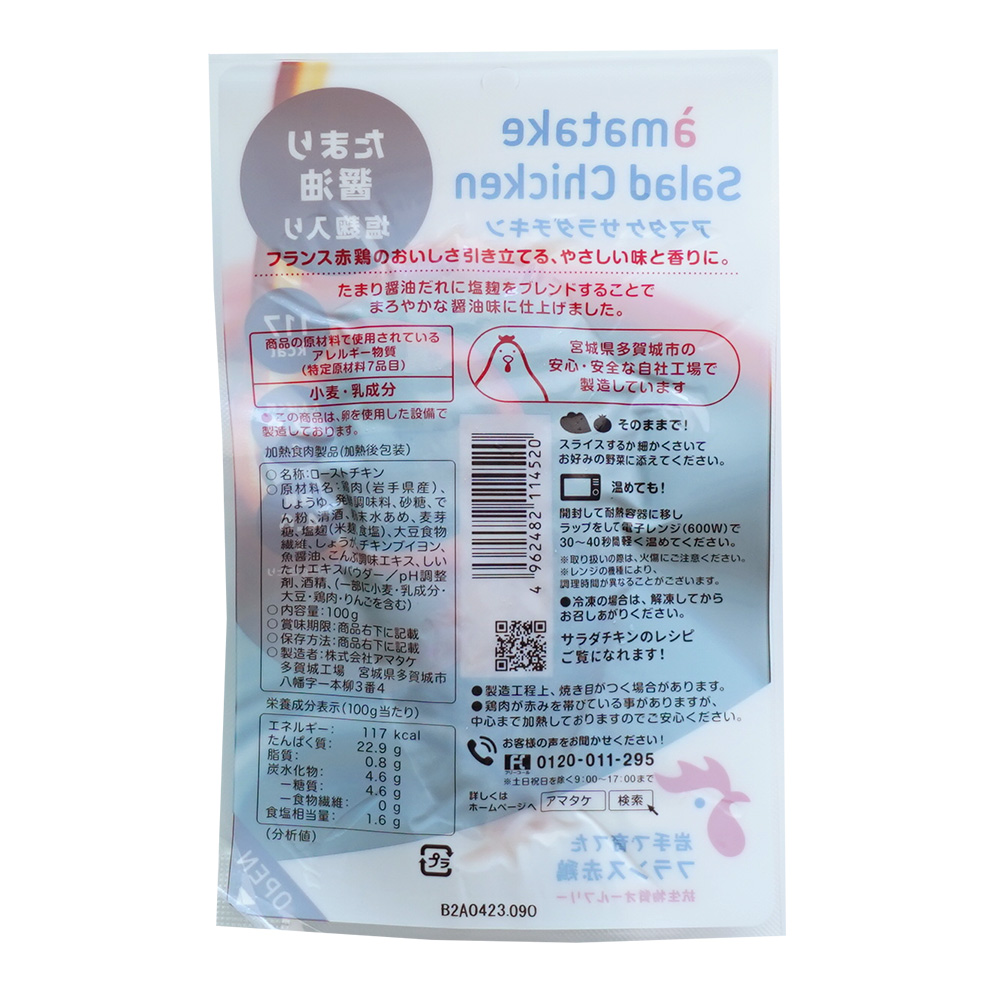 àmatake
Salad Chicken
アマタケ サラダチキン
たまり
醤油
塩麹入り
フランス赤鶏のおいしさ引き立てる、やさしい味と香りに。
たまり醤油だれに塩麹をブレンドすることで
まろやかな醤油味に仕上げました。
117
kcal
商品の原材料で使用されている
アレルギー物質
(特定原材料7品目)
小麦・乳成分
●この商品は、卵を使用した設備で
製造しております。
加熱食肉製品(加熱後包装)
○名称:ローストチキン
○原材料名:鶏肉(岩手県産)、
しょうゆ、発酵調味料、砂糖、で
ん粉、清酒、粉末水あめ、麦芽
糖、塩麹(米麹、食塩)、大豆食物
繊維、しょうが、チキンブイヨン、
魚醤油、こんぶ調味エキス、しい
たけエキスパウダー/pH調整
剤、酒精、(一部に小麦・乳成分・
大豆・鶏肉・りんごを含む)
○内容量:100g
○賞味期限:商品右下に記載
○保存方法:商品右下に記載
○製造者:株式会社アマタケ
多賀城工場 宮城県多賀城市
八幡字一本柳3番4
栄養成分表示(100g当たり)
エネルギー: 117 kcal
たんぱく質: 22.9 g
脂質: 0.8 g
炭水化物: 4.6 g
―糖質: 4.6 g
―食物繊維: 0 g
食塩相当量: 1.6 g
(分析値)
宮城県多賀城市の
安心・安全な自社工場で
製造しています
そのままで!
スライスするか細かくさいて
お好みの野菜に添えてください。
温めても!
開封して耐熱容器に移し
ラップをして電子レンジ(600W)で
30~40秒間軽く温めてください。
※取り扱いの際は、火傷にご注意ください。
※レンジの機種により、
調理時間が異なることがございます。
●冷凍の場合は、解凍してから
お召しあがりください。
4 962482 114520
サラダチキンのレシピ
ご覧になれます!
●製造工程上、焼き目がつく場合があります。
●鶏肉が赤みを帯びている事がありますが、
中心まで加熱しておりますのでご安心ください。
お客様の声をお聞かせください!
フリーコール
0120-011-295
※土日祝日を除く9:00~17:00まで
詳しくは
ホームページへ アマタケ 検索
岩手で育てた
フランス赤鶏
抗生物質オールフリー
OPEN
プラ
B2A0423.090